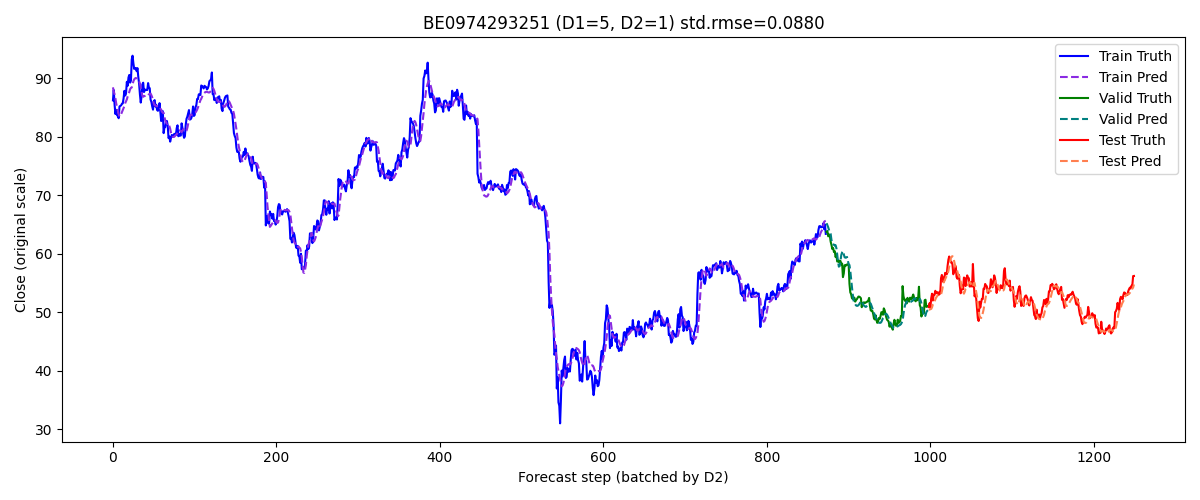 BE0974293251 (D1=5, D2=1) std.rmse=0.0880
Close (original scale)
90
80
70
60
50
40
30
0
200
400
600
800
1000
1200
Forecast step (batched by D2)
Train Truth
Train Pred
Valid Truth
Valid Pred
Test Truth
Test Pred